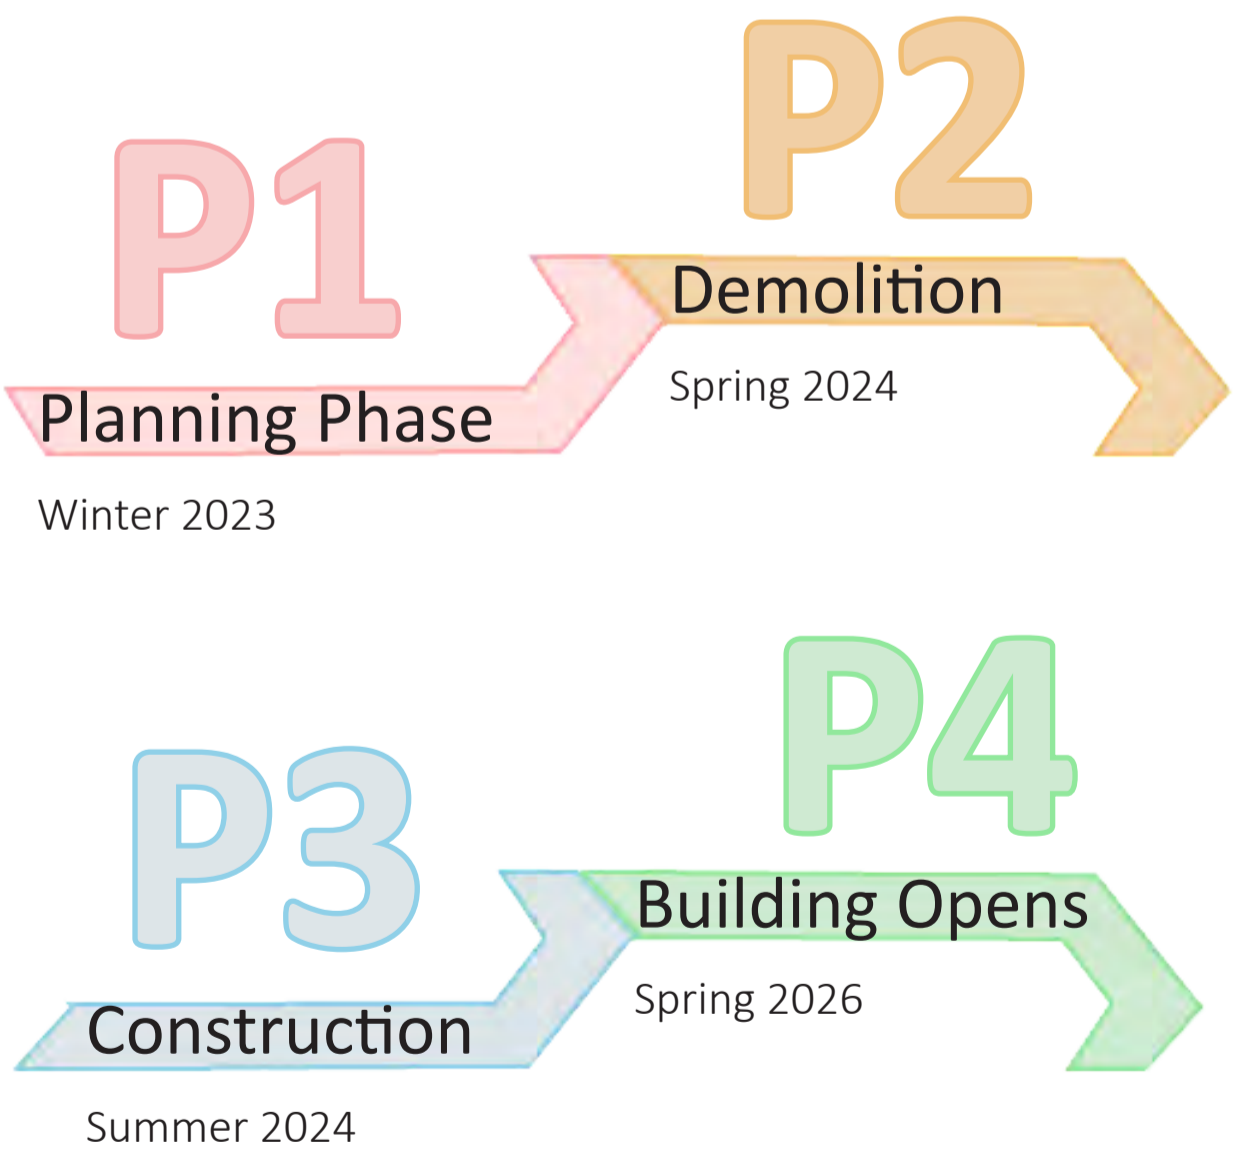 P1
Planning Phase
Winter 2023
P2
Demolition
Spring 2024
P3
Construction
Summer 2024
P4
Building Opens
Spring 2026